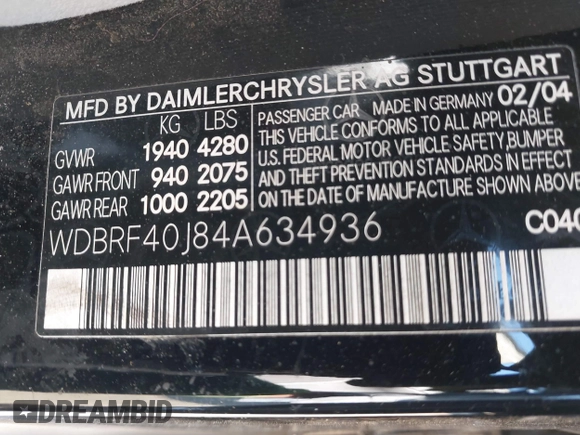 MFD BY DAIMLERCHRYSLER AG STUTTGART
KG LBS
GVWR 1940 4280
GAWR FRONT 940 2075
GAWR REAR 1000 2205
PASSENGER CAR MADE IN GERMANY 02/04
THIS VEHICLE CONFORMS TO ALL APPLICABLE
U.S. FEDERAL MOTOR VEHICLE SAFETY, BUMPER
AND THEFT PREVENTION STANDARDS IN EFFECT
ON THE DATE OF MANUFACTURE SHOWN ABOVE
WDBRF40J84A634936
C040
DREAMBID